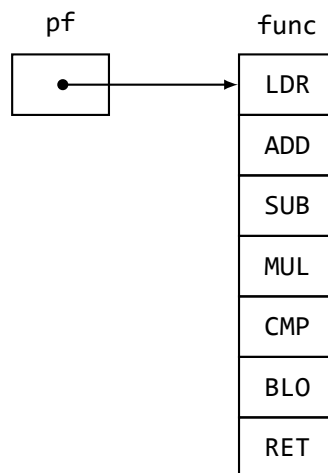 pf func
LDR
ADD
SUB
MUL
CMP
BLO
RET